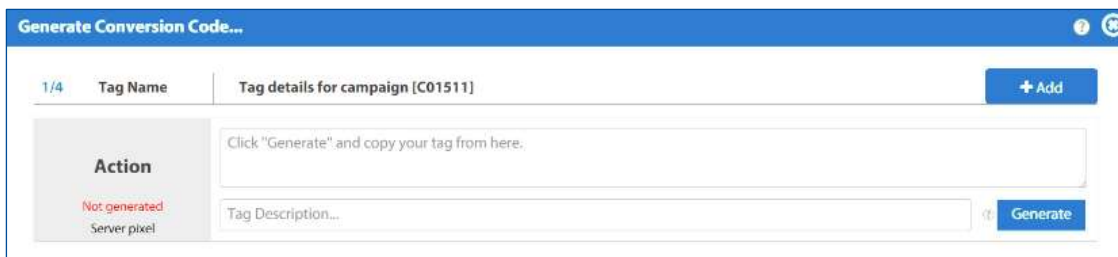 Generate Conversion Code...
1/4 Tag Name Tag details for campaign [C01511] + Add
Click "Generate" and copy your tag from here.
Action
Not generated
Tag Description... Generate
Server pixel